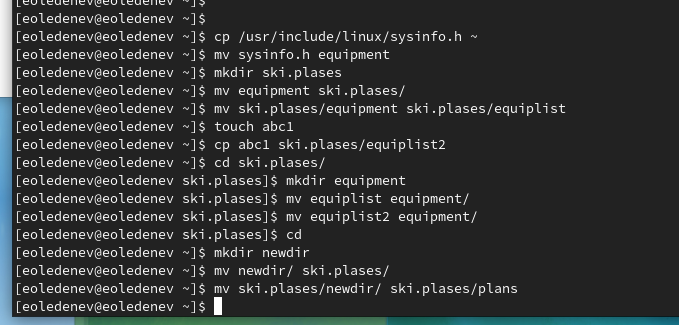 [eoledenev@eoledenev ~]$
[eoledenev@eoledenev ~]$
[eoledenev@eoledenev ~]$ cp /usr/include/linux/sysinfo.h ~
[eoledenev@eoledenev ~]$ mv sysinfo.h equipment
[eoledenev@eoledenev ~]$ mkdir ski.plases
[eoledenev@eoledenev ~]$ mv equipment ski.plases/
[eoledenev@eoledenev ~]$ mv ski.plases/equipment ski.plases/equiplist
[eoledenev@eoledenev ~]$ touch abc1
[eoledenev@eoledenev ~]$ cp abc1 ski.plases/equiplist2
[eoledenev@eoledenev ~]$ cd ski.plases/
[eoledenev@eoledenev ski.plases]$ mkdir equipment
[eoledenev@eoledenev ski.plases]$ mv equiplist equipment/
[eoledenev@eoledenev ski.plases]$ mv equiplist2 equipment/
[eoledenev@eoledenev ski.plases]$ cd
[eoledenev@eoledenev ~]$ mkdir newdir
[eoledenev@eoledenev ~]$ mv newdir/ ski.plases/
[eoledenev@eoledenev ~]$ mv ski.plases/newdir/ ski.plases/plans
[eoledenev@eoledenev ~]$